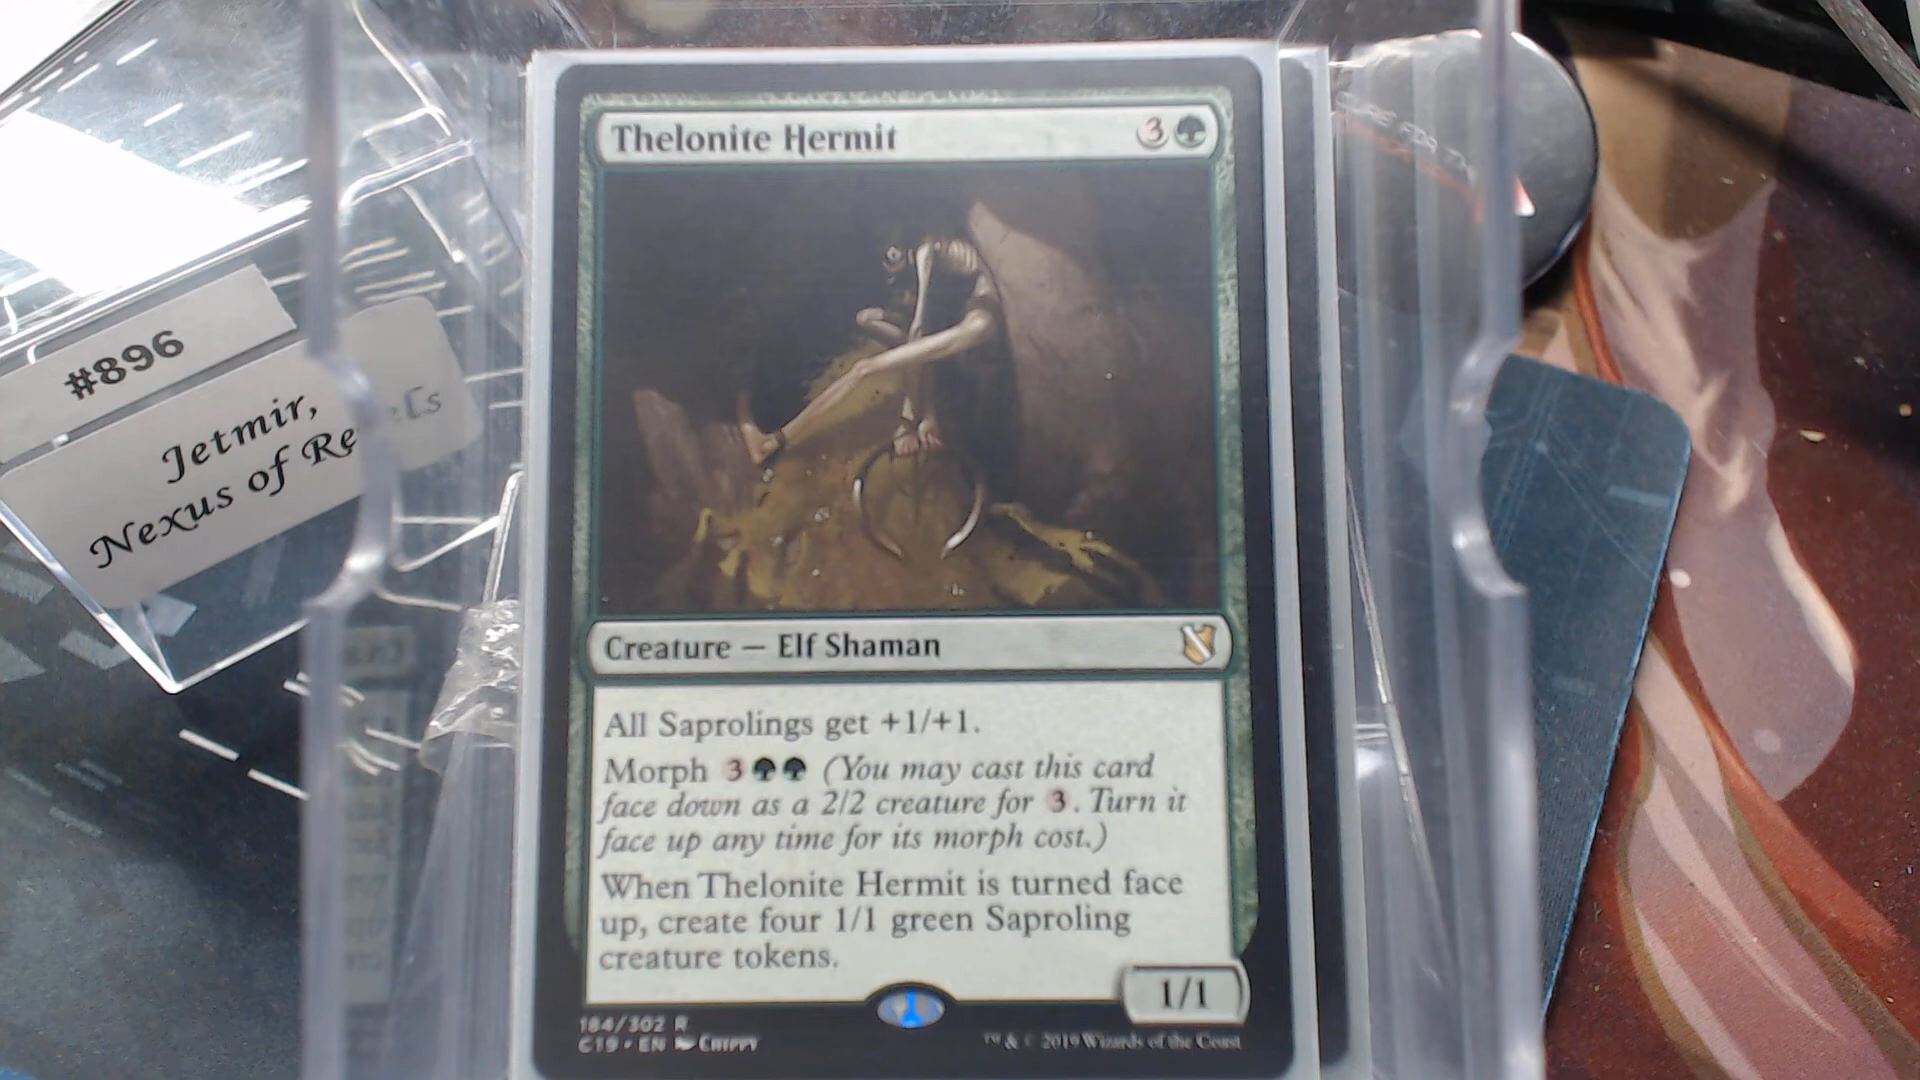 #896
Jetmir,
Nexus of
Thelonite Hermit
3
Creature — Elf Shaman
All Saprolings get +1/+1.
Morph 3 (You may cast this card
face down as a 2/2 creature for 3. Turn it
face up any time for its morph cost.)
When Thelonite Hermit is turned face
up, create four 1/1 green Saproling
creature tokens.
1/1
184/302 R
C19 • EN Chippy
™ & © 2019 Wizards of the Coast